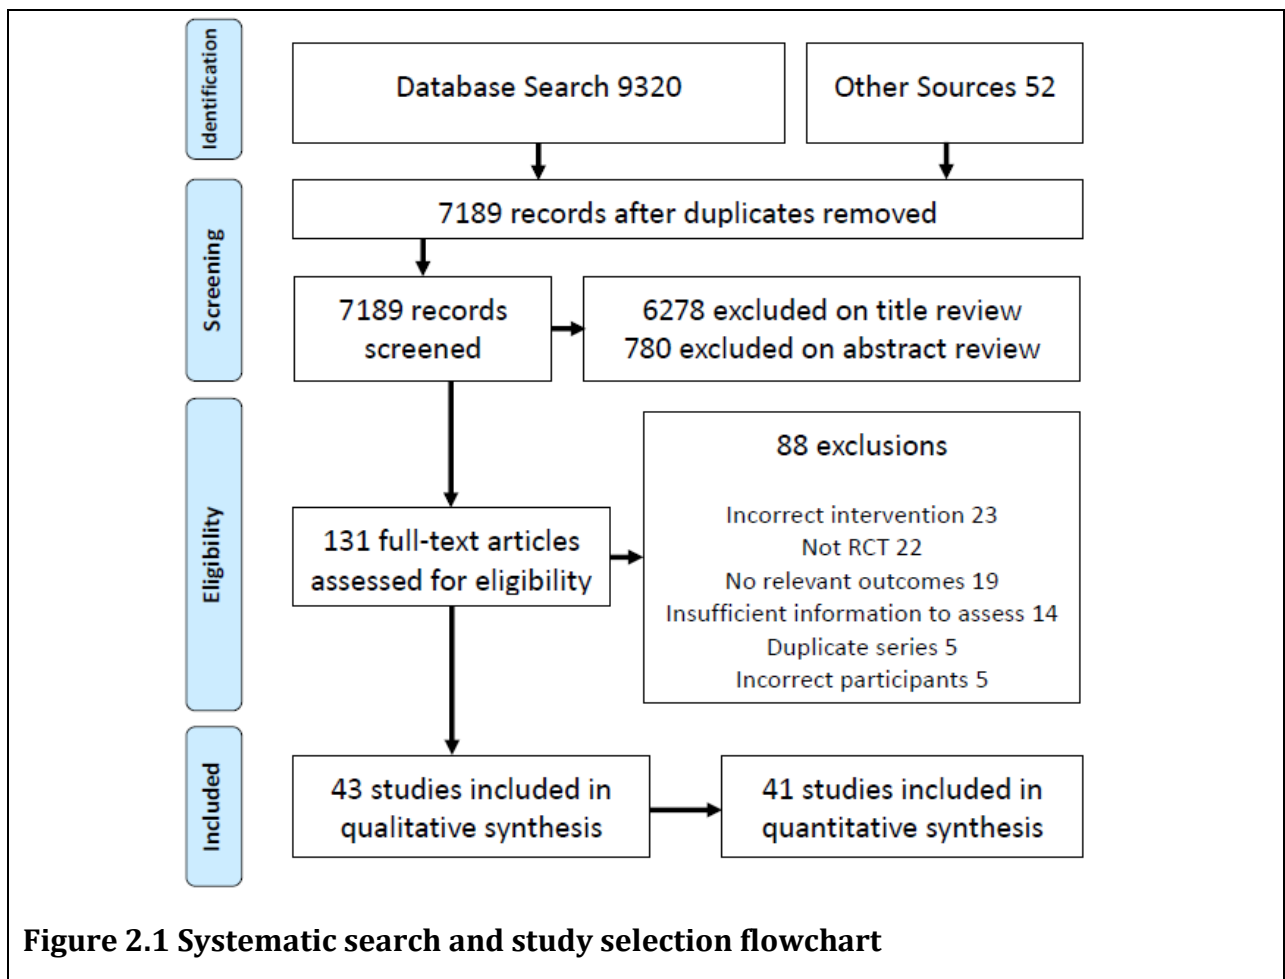 Identification
Database Search 9320
Other Sources 52
Screening
7189 records after duplicates removed
7189 records
screened
6278 excluded on title review
780 excluded on abstract review
Eligibility
131 full-text articles
assessed for eligibility
88 exclusions
Incorrect intervention 23
Not RCT 22
No relevant outcomes 19
Insufficient information to assess 14
Duplicate series 5
Incorrect participants 5
Included
43 studies included in
qualitative synthesis
41 studies included in
quantitative synthesis
Figure 2.1 Systematic search and study selection flowchart